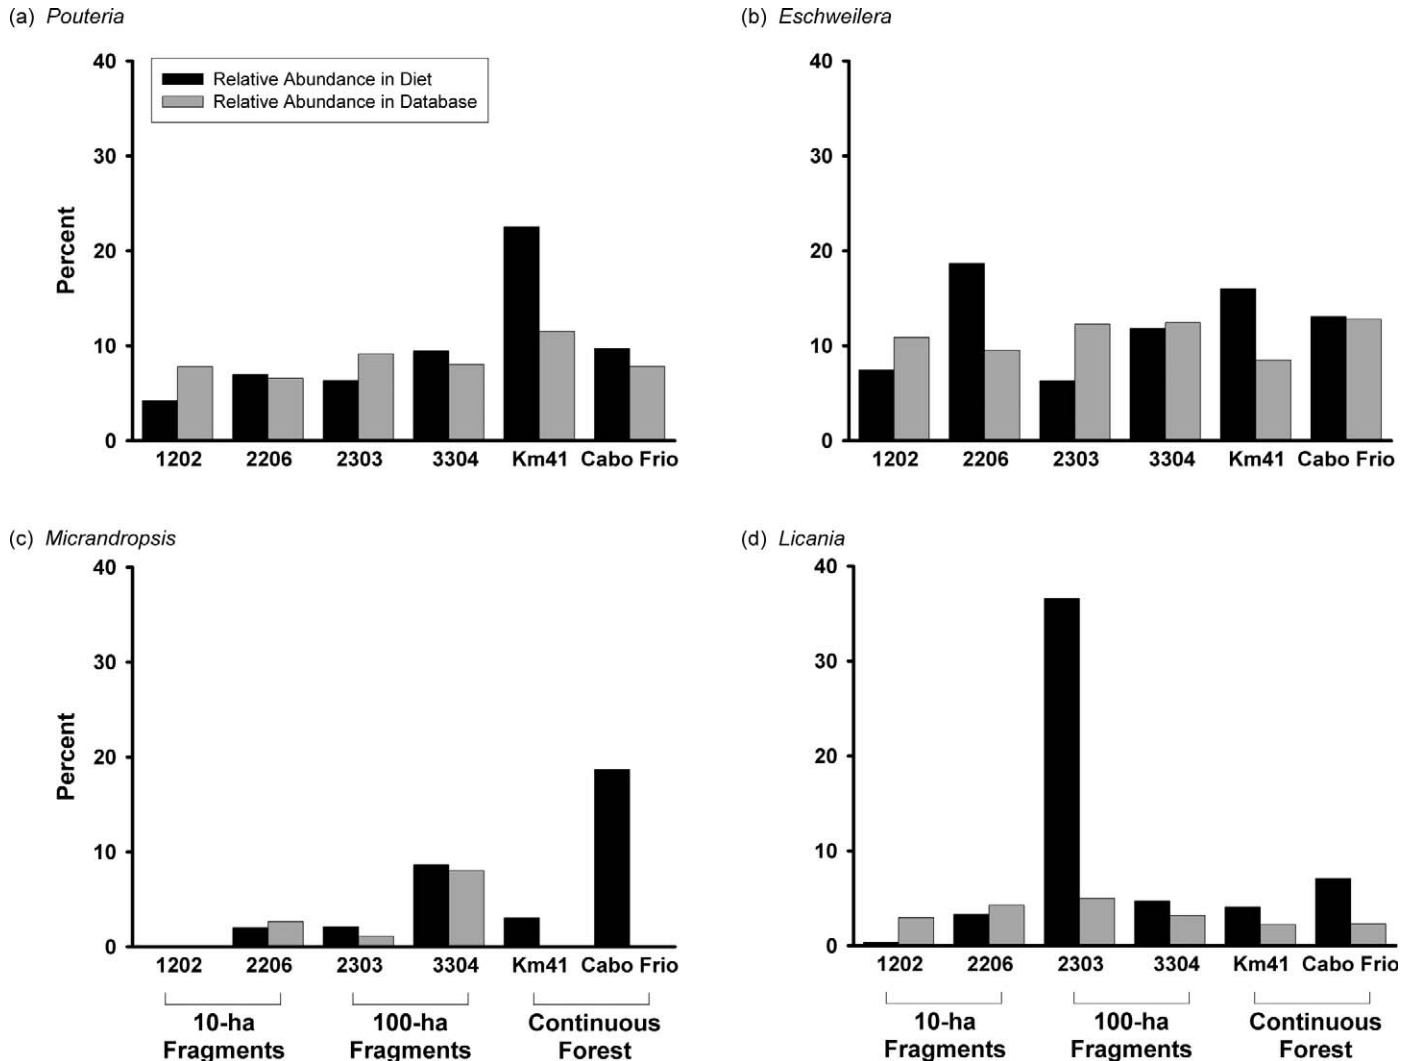 (a) Pouteria
40
30
20
10
0
Percent
Relative Abundance in Diet
Relative Abundance in Database
1202 2206 2303 3304 Km41 Cabo Frio
(b) Eschweilera
40
30
20
10
0
1202 2206 2303 3304 Km41 Cabo Frio
(c) Micrandropsis
40
30
20
10
0
Percent
1202 2206 2303 3304 Km41 Cabo Frio
10-ha
Fragments
100-ha
Fragments
Continuous
Forest
(d) Licania
40
30
20
10
0
1202 2206 2303 3304 Km41 Cabo Frio
10-ha
Fragments
100-ha
Fragments
Continuous
Forest